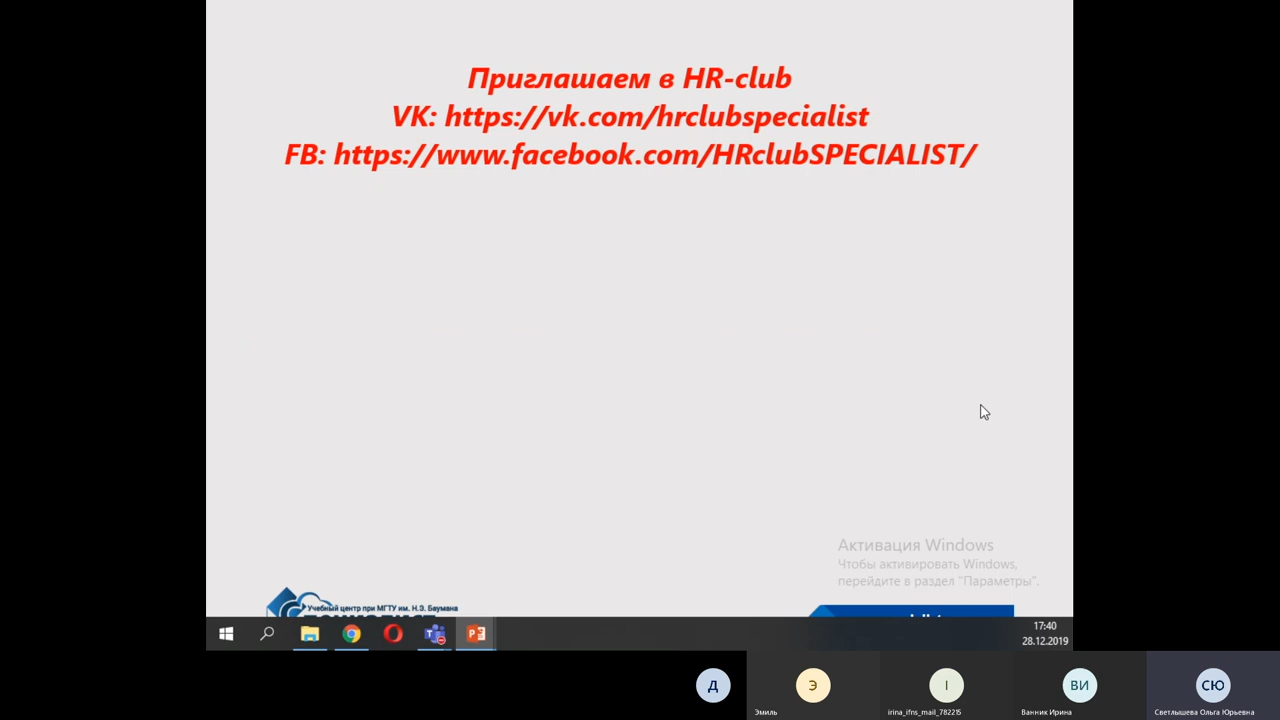 Приглашаем в HR-club
VK: https://vk.com/hrclubspecialist
FB: https://www.facebook.com/HRclubSPECIALIST/
Активация Windows
Чтобы активировать Windows,
перейдите в раздел "Параметры".
Учебный центр при МГТУ им. Н.Э. Баумана
17:40
28.12.2019
Д
Э
I
ВИ
СЮ
Эмиль
irina_ifns_mail_782215
Ванник Ирина
Светлышева Ольга Юрьевна